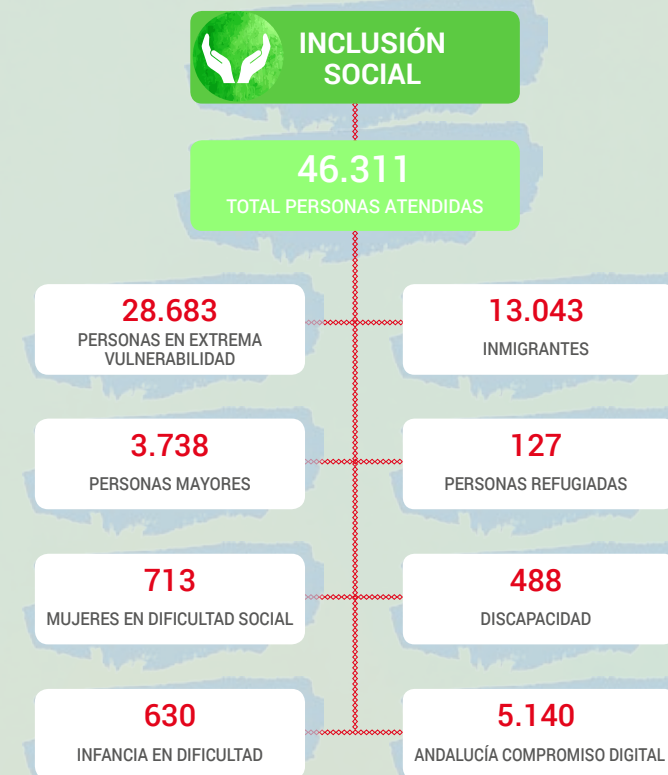 INCLUSIÓN
SOCIAL
46.311
TOTAL PERSONAS ATENDIDAS
28.683
PERSONAS EN EXTREMA
VULNERABILIDAD
13.043
INMIGRANTES
3.738
PERSONAS MAYORES
127
PERSONAS REFUGIADAS
713
MUJERES EN DIFICULTAD SOCIAL
488
DISCAPACIDAD
630
INFANCIA EN DIFICULTAD
5.140
ANDALUCÍA COMPROMISO DIGITAL